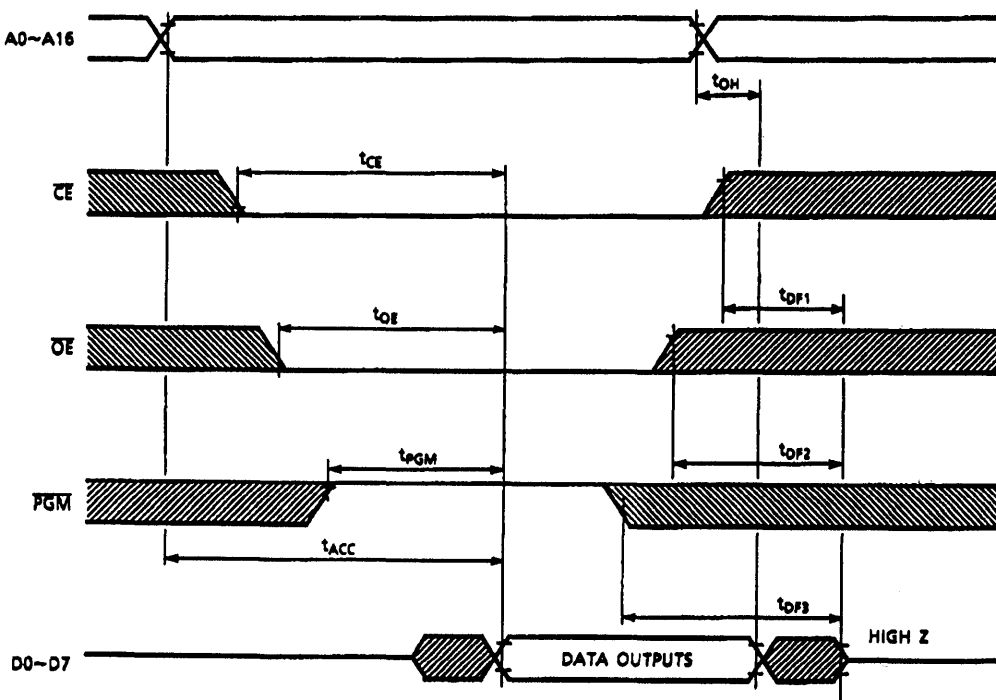 A0~A16
tOH
tCE
CE
tDF1
tOE
OE
tPGM
tDF2
PGM
tACC
tDF3
HIGH Z
D0~D7
DATA OUTPUTS